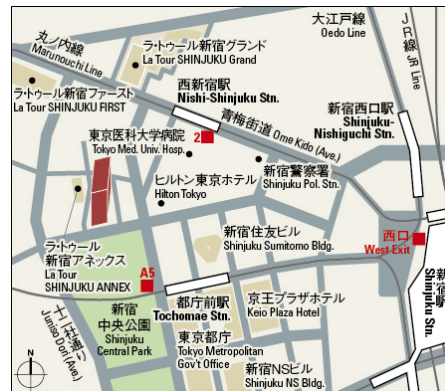 大江戸線
Oedo Line
JR線 JR Line
丸ノ内線
Marunouchi Line
ラ・トゥール新宿グランド
La Tour SHINJUKU Grand
西新宿駅
Nishi-Shinjuku Stn.
ラ・トゥール新宿ファースト
La Tour SHINJUKU FIRST
新宿西口駅
Shinjuku-
Nishiguchi Stn.
青梅街道 Ome Kido (Ave.)
2
東京医科大学病院
Tokyo Med. Univ. Hosp.
新宿警察署
Shinjuku Pol. Stn.
ヒルトン東京ホテル
Hilton Tokyo
新宿住友ビル
Shinjuku Sumitomo Bldg.
西口
West Exit
ラ・トゥール
新宿アネックス
La Tour
SHINJUKU ANNEX
A5
新宿駅
Shinjuku Stn.
都庁前駅
Tochomae Stn.
京王プラザホテル
Keio Plaza Hotel
十二社通り
Juniso Dori (Ave.)
新宿
中央公園
Shinjuku
Central Park
東京都庁
Tokyo Metropolitan
Gov't Office
新宿NSビル
Shinjuku NS Bldg.
N